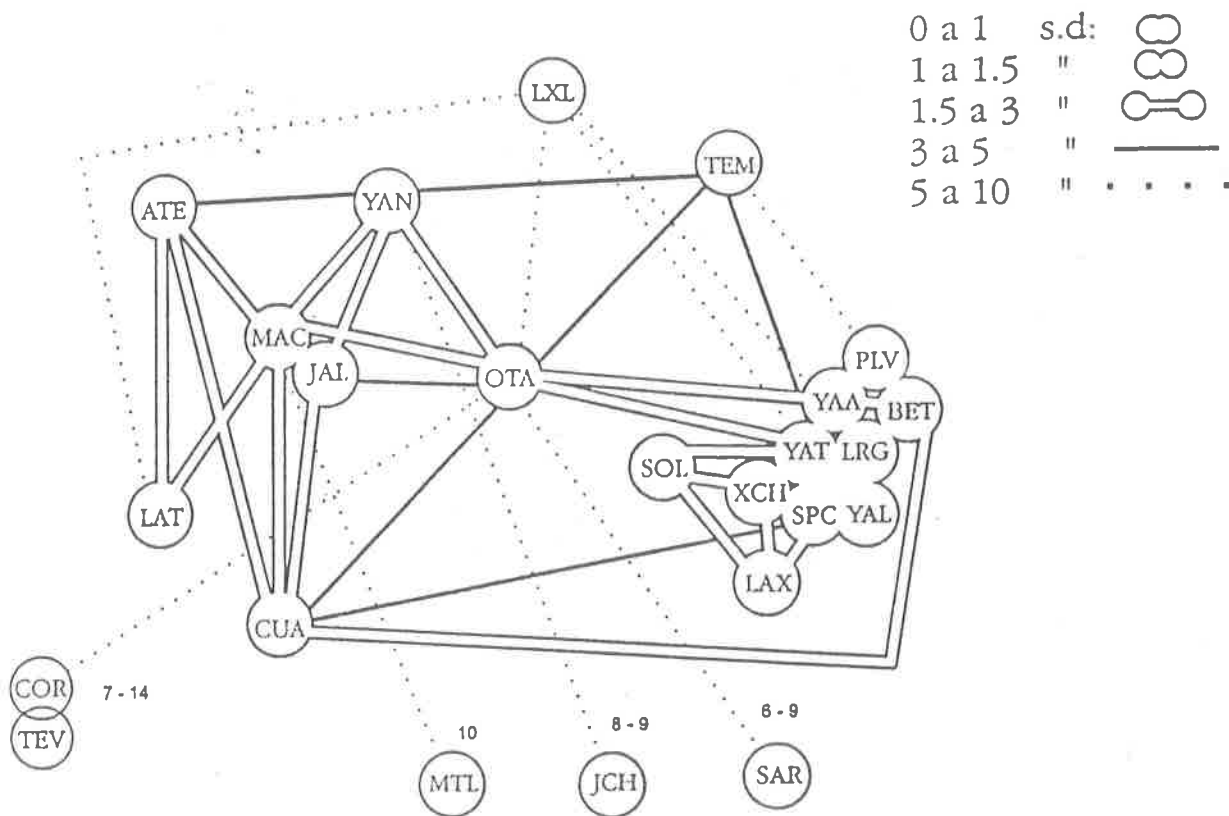 0 a 1 s.d:
1 a 1.5 "
1.5 a 3 "
3 a 5 "
5 a 10 "
LXL
TEM
ATE
YAN
MAC
JAL
OTA
PLV
YAA
BET
YAT
LRG
SOL
XCH
SPC
YAL
LAT
LAX
CUA
COR
7 - 14
TEV
10
8 - 9
6 - 9
MTL
JCH
SAR